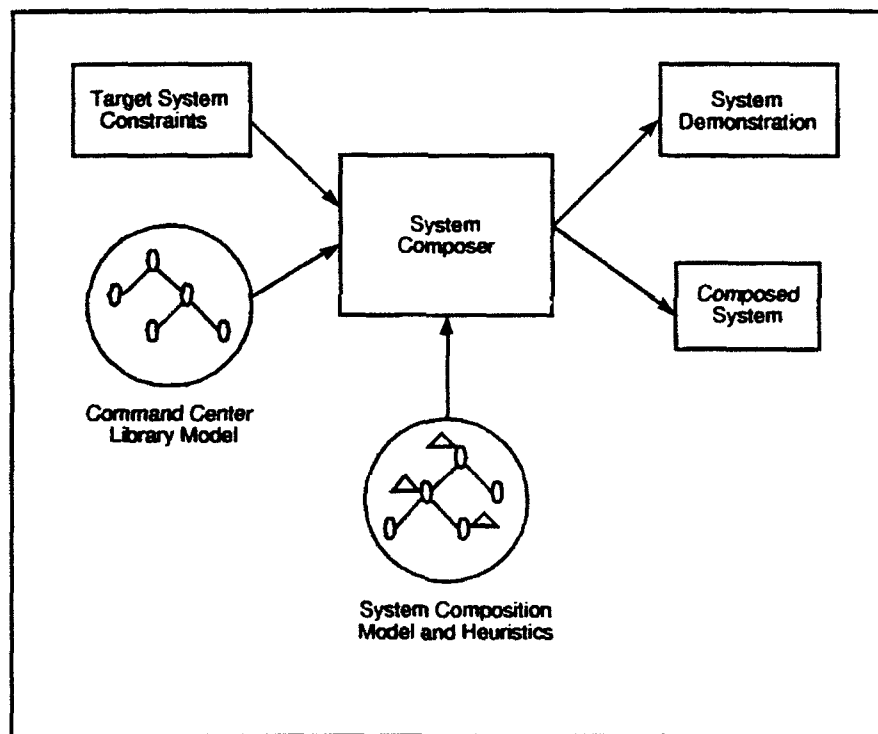 Target System
Constraints
System
Demonstration
System
Composer
Composed
System
Command Center
Library Model
System Composition
Model and Heuristics